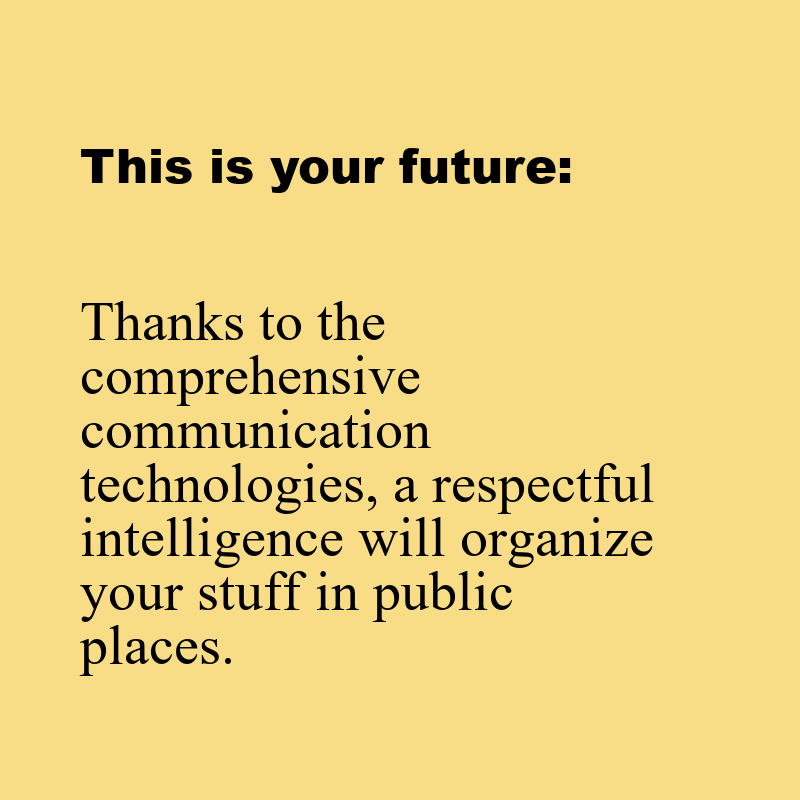 This is your future:
Thanks to the
comprehensive
communication
technologies, a respectful
intelligence will organize
your stuff in public
places.